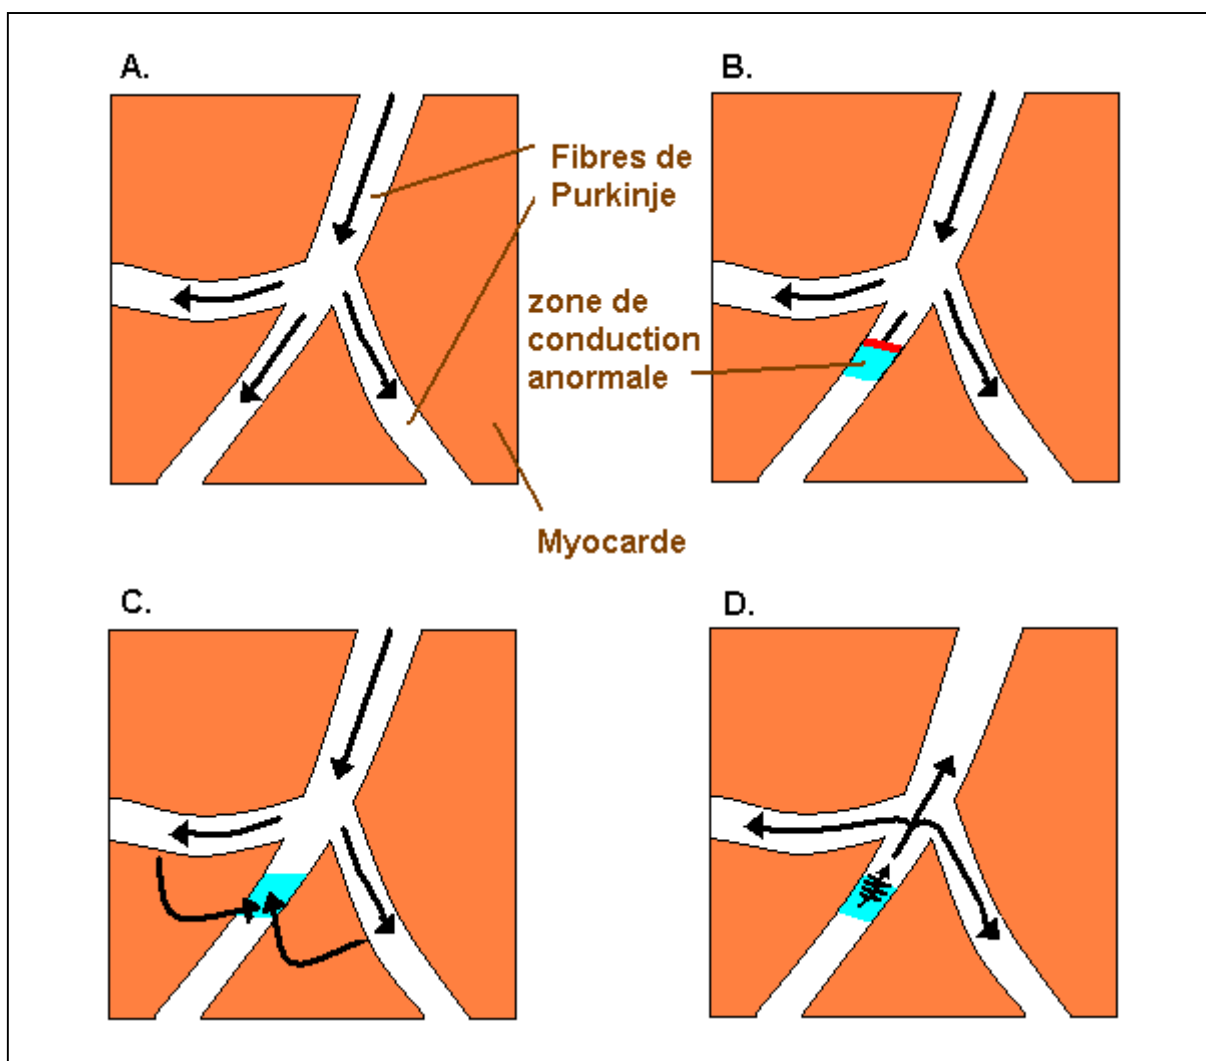 A.
B.
Fibres de
Purkinje
zone de
conduction
anormale
Myocarde
C.
D.